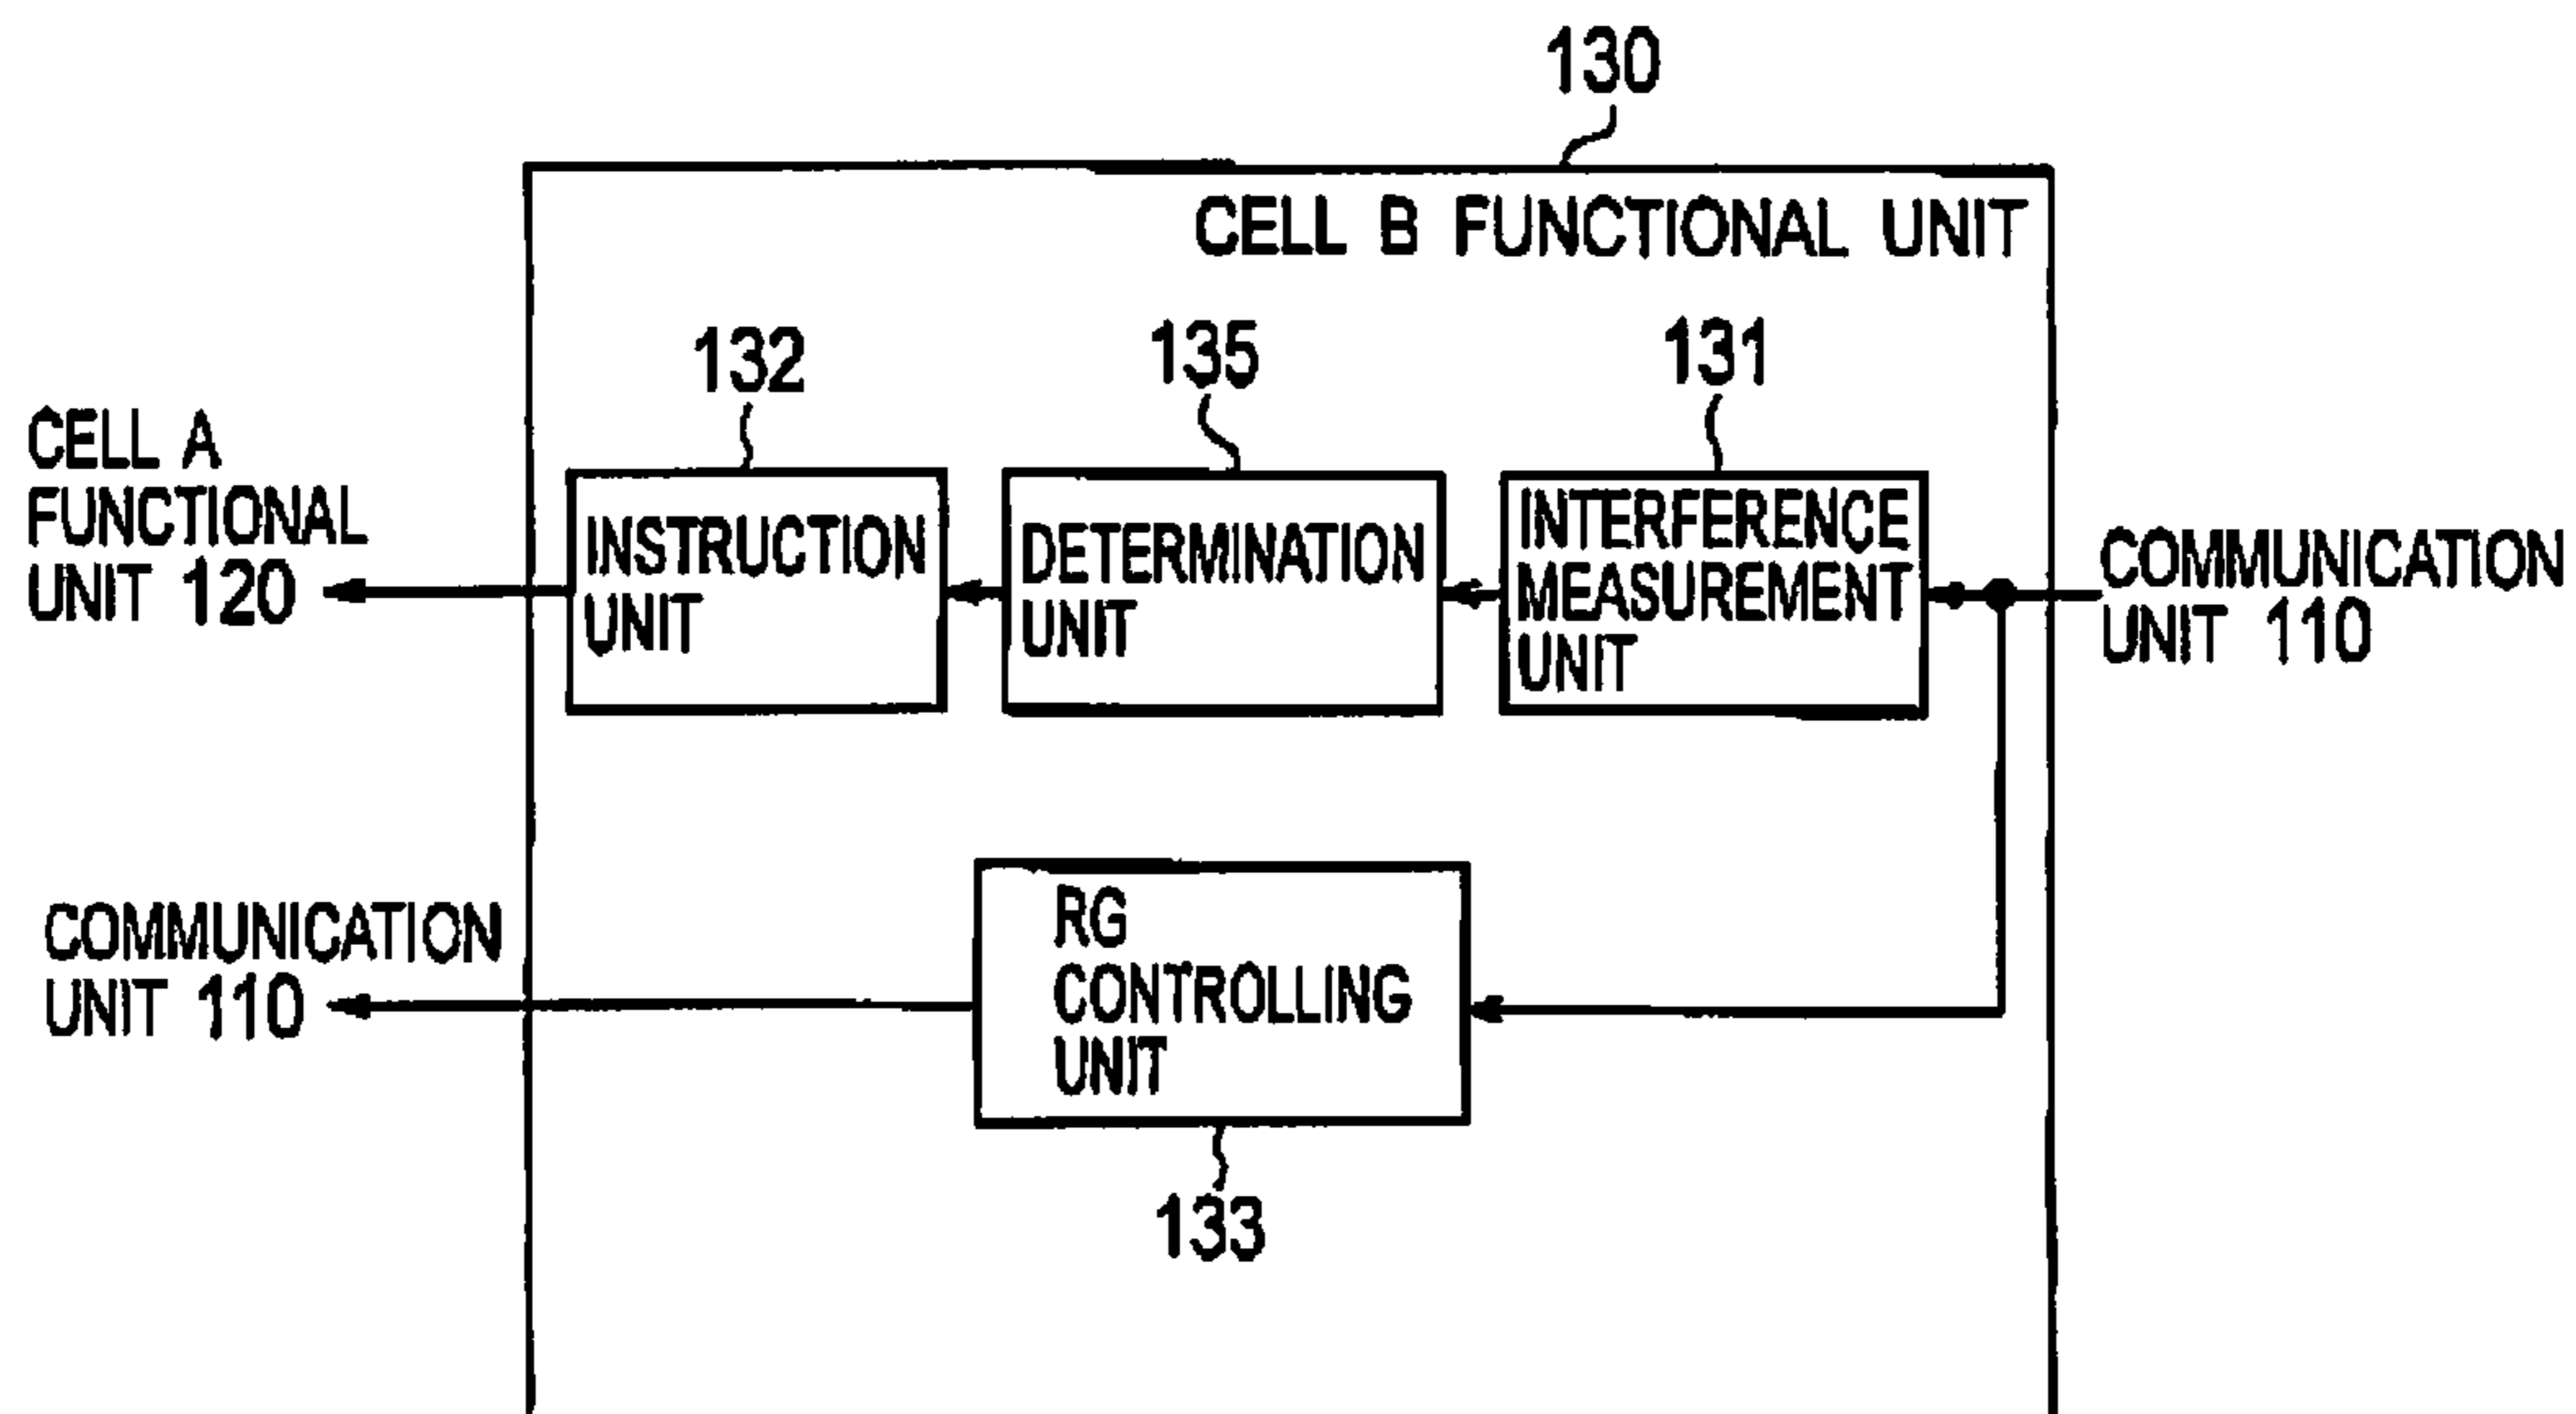 130
CELL B FUNCTIONAL UNIT
132
135
131
CELL A
FUNCTIONAL
UNIT 120
INSTRUCTION
UNIT
DETERMINATION
UNIT
INTERFERENCE
MEASUREMENT
UNIT
COMMUNICATION
UNIT 110
COMMUNICATION
UNIT 110
RG
CONTROLLING
UNIT
133